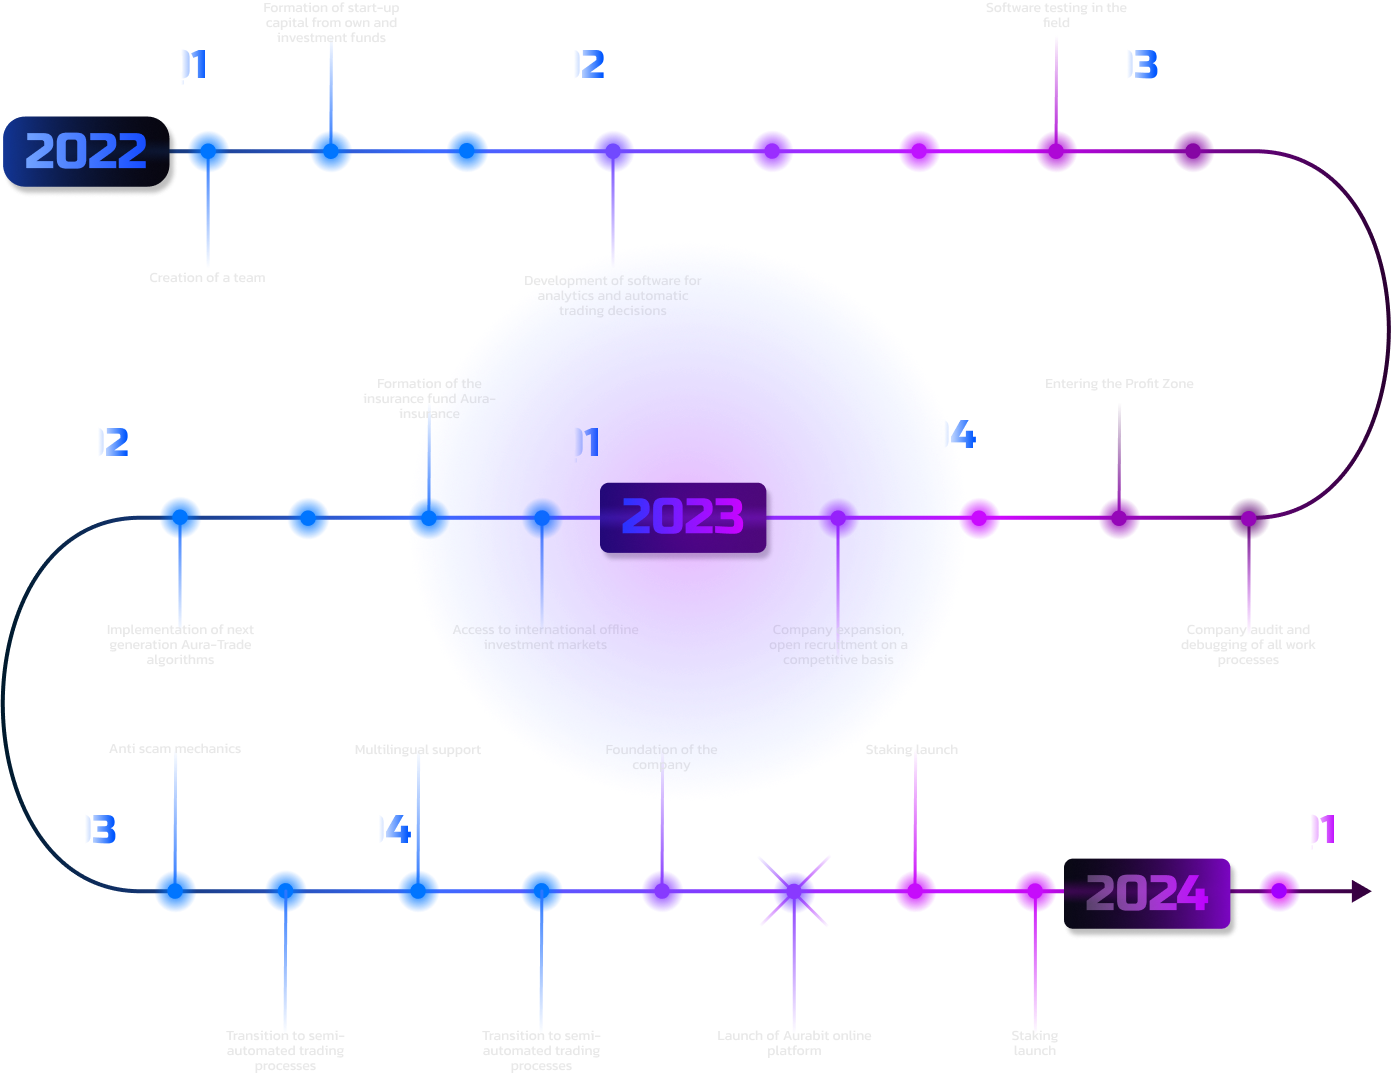 Formation of start-up
capital from own and
investment funds
Software testing in the
field
01
02
03
2022
Creation of a team
Development of software for
analytics and automatic
trading decisions
Formation of the
insurance fund Aura-
insurance
Entering the Profit Zone
02
01
04
2023
Implementation of next
generation Aura-Trade
algorithms
Access to international offline
investment markets
Company expansion,
open recruitment on a
competitive basis
Company audit and
debugging of all work
processes
Anti scam mechanics
Multilingual support
Foundation of the
company
Staking launch
03
04
01
2024
Transition to semi-
automated trading
processes
Transition to semi-
automated trading
processes
Launch of Aurabit online
platform
Staking
launch